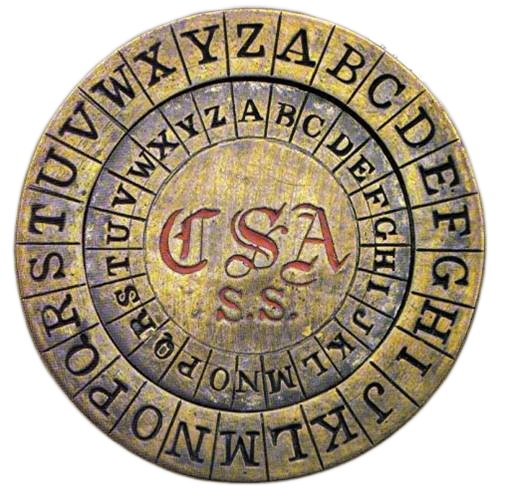 A B C D E F G H I J K L M N O P Q R S T U V W X Y Z
A B C D E F G H I J K L M N O P Q R S T U V W X Y Z
CSA
S.S.